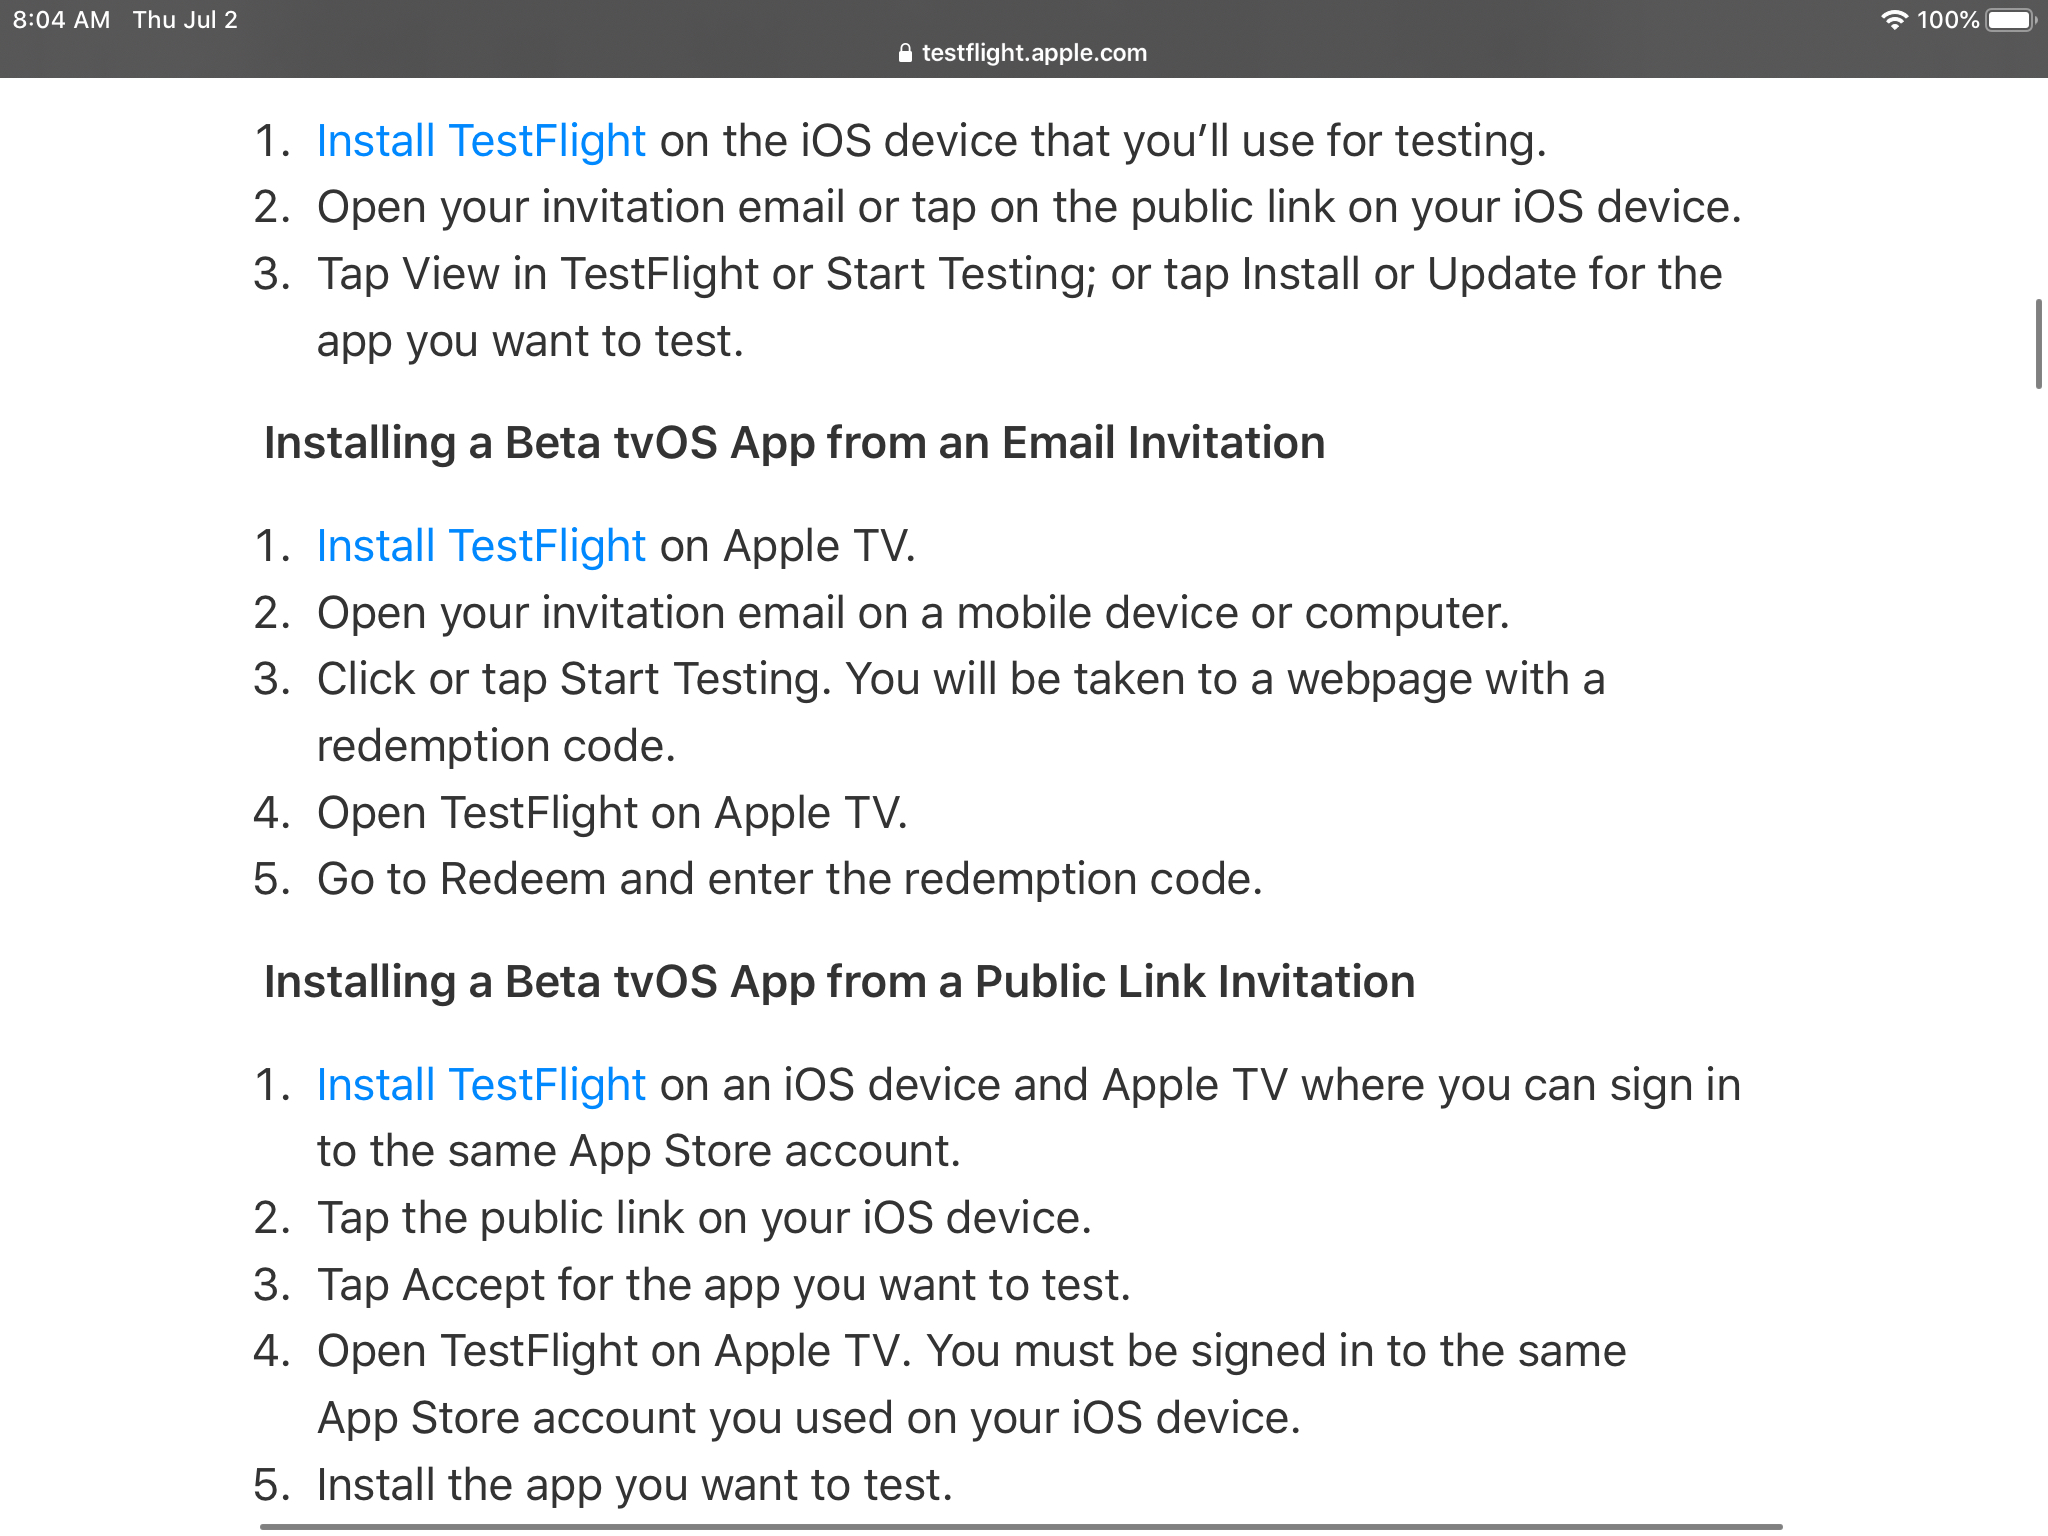 8:04 AM Thu Jul 2
100%
testflight.apple.com
1. Install TestFlight on the iOS device that you’ll use for testing.
2. Open your invitation email or tap on the public link on your iOS device.
3. Tap View in TestFlight or Start Testing; or tap Install or Update for the
app you want to test.
Installing a Beta tvOS App from an Email Invitation
1. Install TestFlight on Apple TV.
2. Open your invitation email on a mobile device or computer.
3. Click or tap Start Testing. You will be taken to a webpage with a
redemption code.
4. Open TestFlight on Apple TV.
5. Go to Redeem and enter the redemption code.
Installing a Beta tvOS App from a Public Link Invitation
1. Install TestFlight on an iOS device and Apple TV where you can sign in
to the same App Store account.
2. Tap the public link on your iOS device.
3. Tap Accept for the app you want to test.
4. Open TestFlight on Apple TV. You must be signed in to the same
App Store account you used on your iOS device.
5. Install the app you want to test.